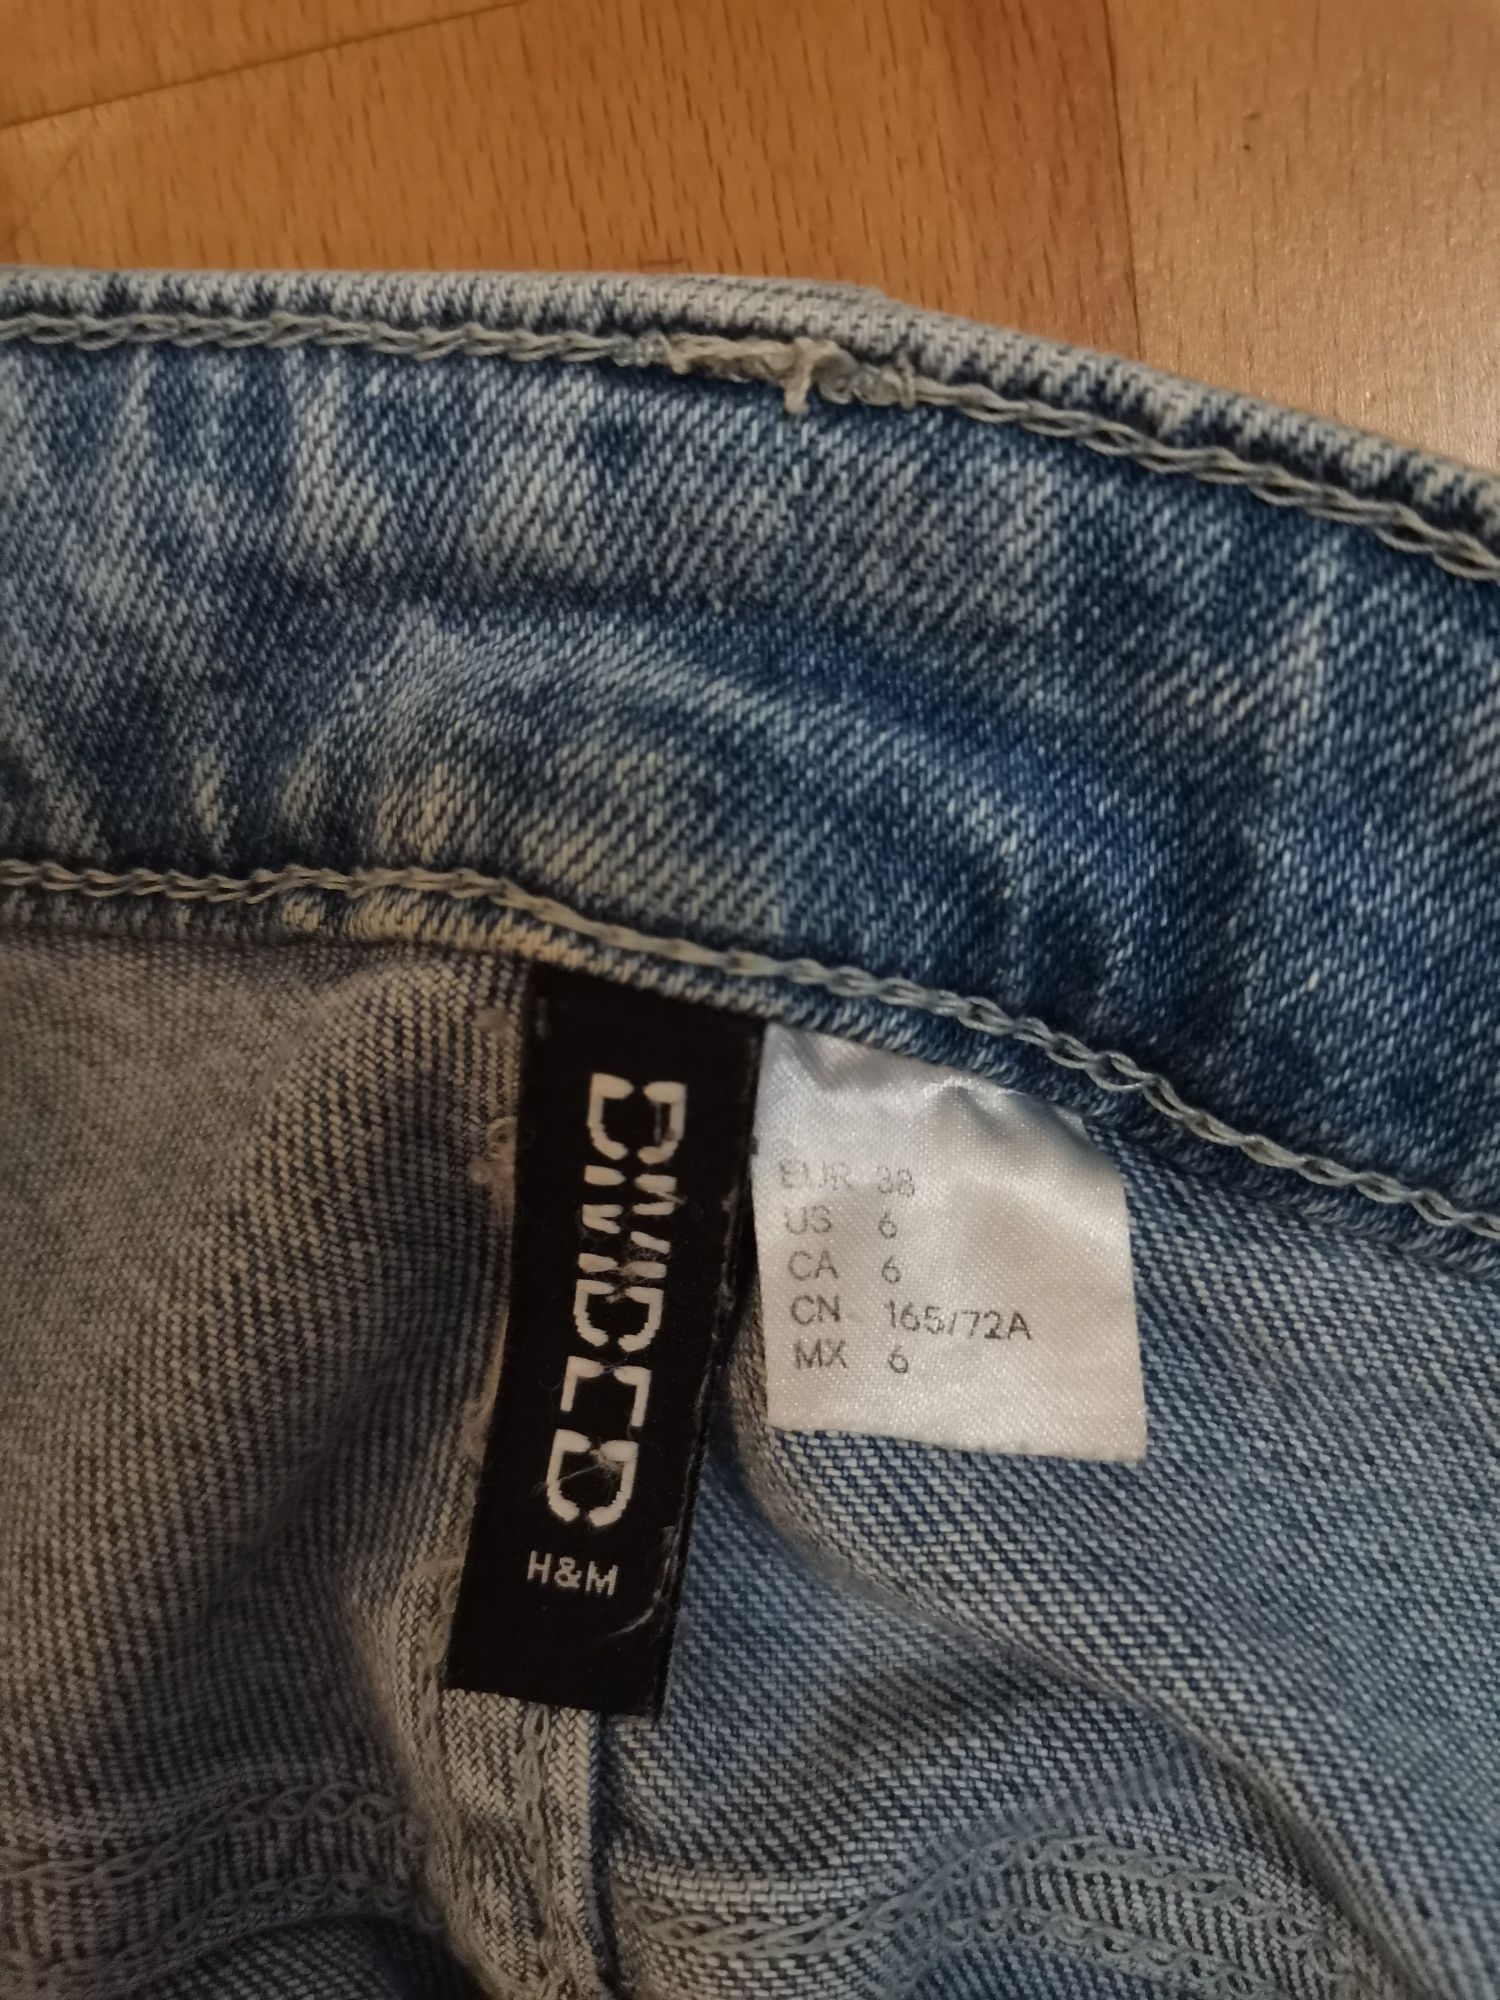 DIVIDED
H&M
EUR 38
US 6
CA 6
CN 165/72A
MX 6